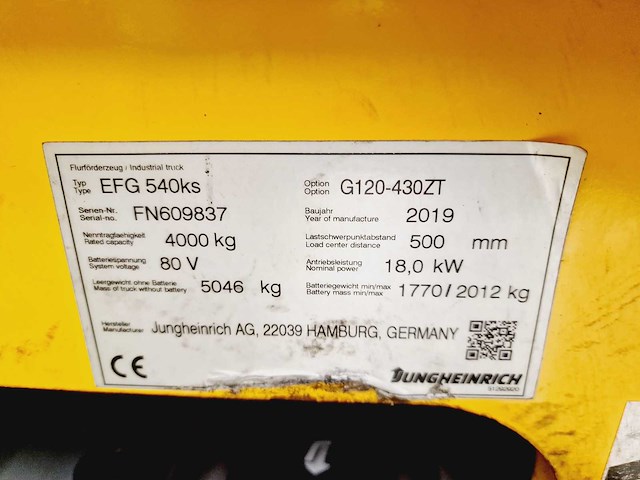 Flurförderzeug / Industrial truck
Typ
Type EFG 540ks
Option
Option G120-430ZT
Serien-Nr.
Serial-no. FN609837
Baujahr
Year of manufacture 2019
Nenntragfaehigkeit
Rated capacity 4000 kg
Lastschwerpunktabstand
Load center distance 500 mm
Batteriespannung
System voltage 80 V
Antriebsleistung
Nominal power 18,0 kW
Leergewicht ohne Batterie
Mass of truck without battery 5046 kg
Batteriegewicht min/max
Battery mass min/max 1770 / 2012 kg
Hersteller
Manufacturer Jungheinrich AG, 22039 HAMBURG, GERMANY
CE
JUNGHEINRICH